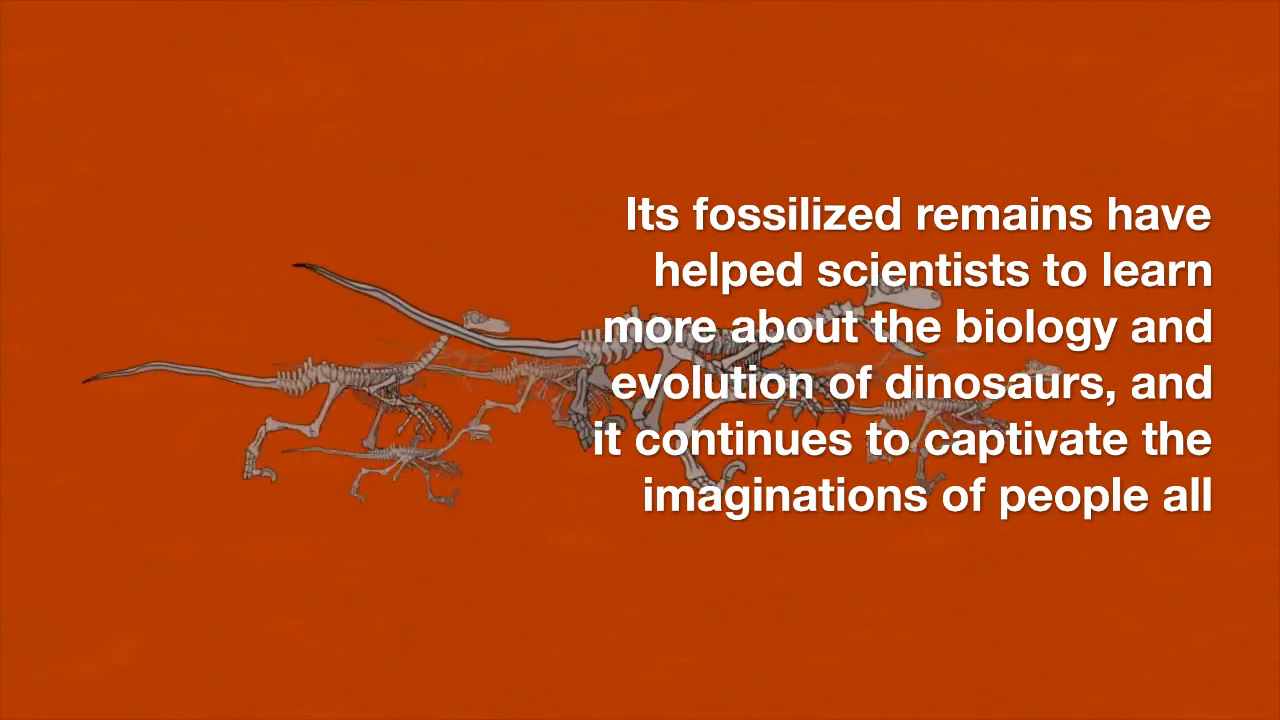 Its fossilized remains have
helped scientists to learn
more about the biology and
evolution of dinosaurs, and
it continues to captivate the
imaginations of people all